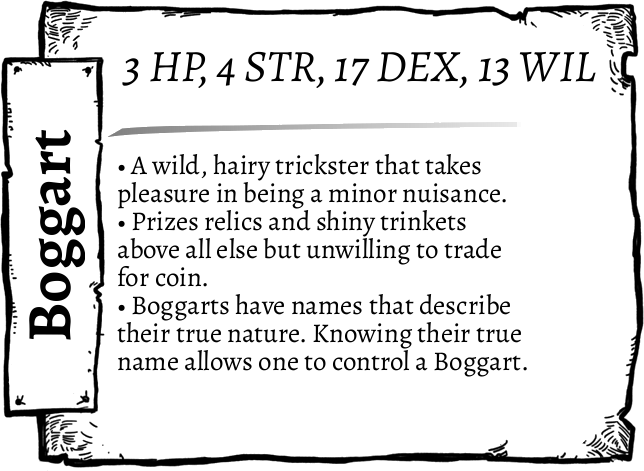 Boggart
3 HP, 4 STR, 17 DEX, 13 WIL
• A wild, hairy trickster that takes
pleasure in being a minor nuisance.
• Prizes relics and shiny trinkets
above all else but unwilling to trade
for coin.
• Boggarts have names that describe
their true nature. Knowing their true
name allows one to control a Boggart.